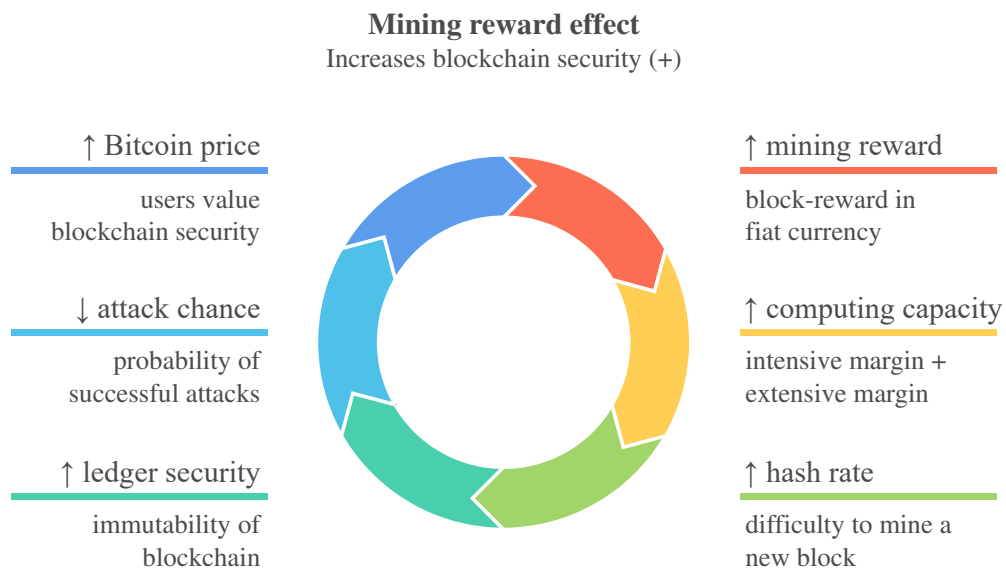 Mining reward effect
Increases blockchain security (+)
↑ Bitcoin price
users value
blockchain security
↓ attack chance
probability of
successful attacks
↑ ledger security
immutability of
blockchain
↑ mining reward
block-reward in
fiat currency
↑ computing capacity
intensive margin +
extensive margin
↑ hash rate
difficulty to mine a
new block